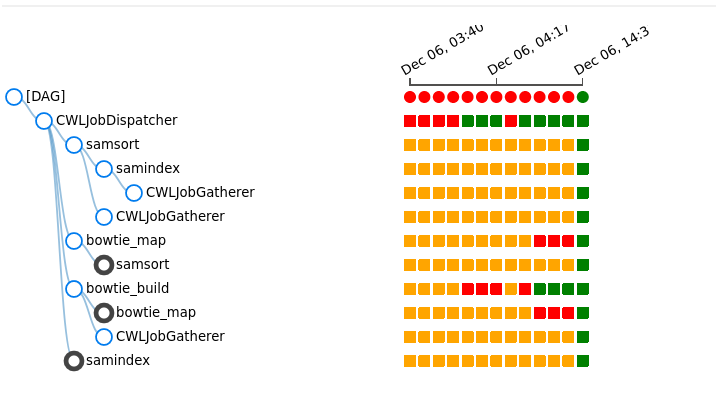 Dec 06, 03:40
Dec 06, 04:17
Dec 06, 14:3
[DAG]
CWLJobDispatcher
samsort
samindex
CWLJobGatherer
CWLJobGatherer
bowtie_map
samsort
bowtie_build
bowtie_map
CWLJobGatherer
samindex